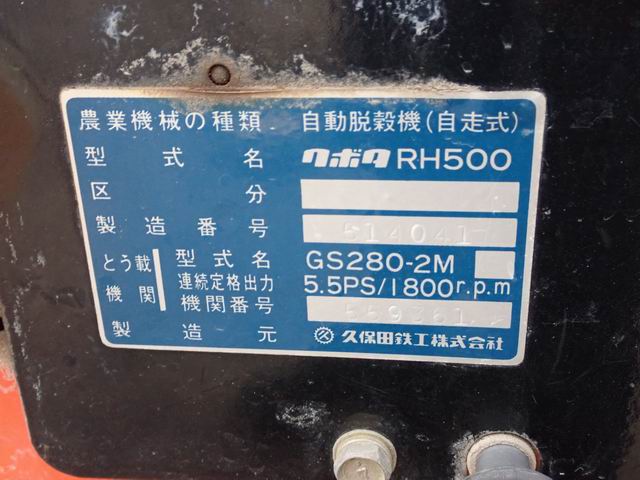 農業機械の種類 自動脱穀機(自走式)
型式名 クボタ RH500
区分
製造番号 5140417
とう載機関 型式名 GS280-2M
連続定格出力 5.5PS/1800r.p.m
機関番号
製造元 久保田鉄工株式会社